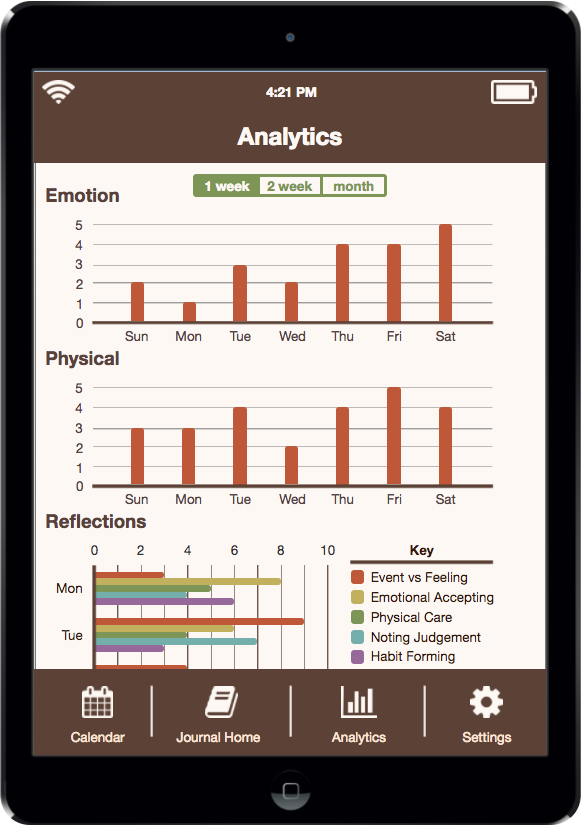 4:21 PM
Analytics
1 week 2 week month
Emotion
5
4
3
2
1
0
Sun Mon Tue Wed Thu Fri Sat
Physical
5
4
3
2
1
0
Sun Mon Tue Wed Thu Fri Sat
Reflections
0 2 4 6 8 10 Key
Mon
Tue
Event vs Feeling
Emotional Accepting
Physical Care
Noting Judgement
Habit Forming
Calendar Journal Home Analytics Settings